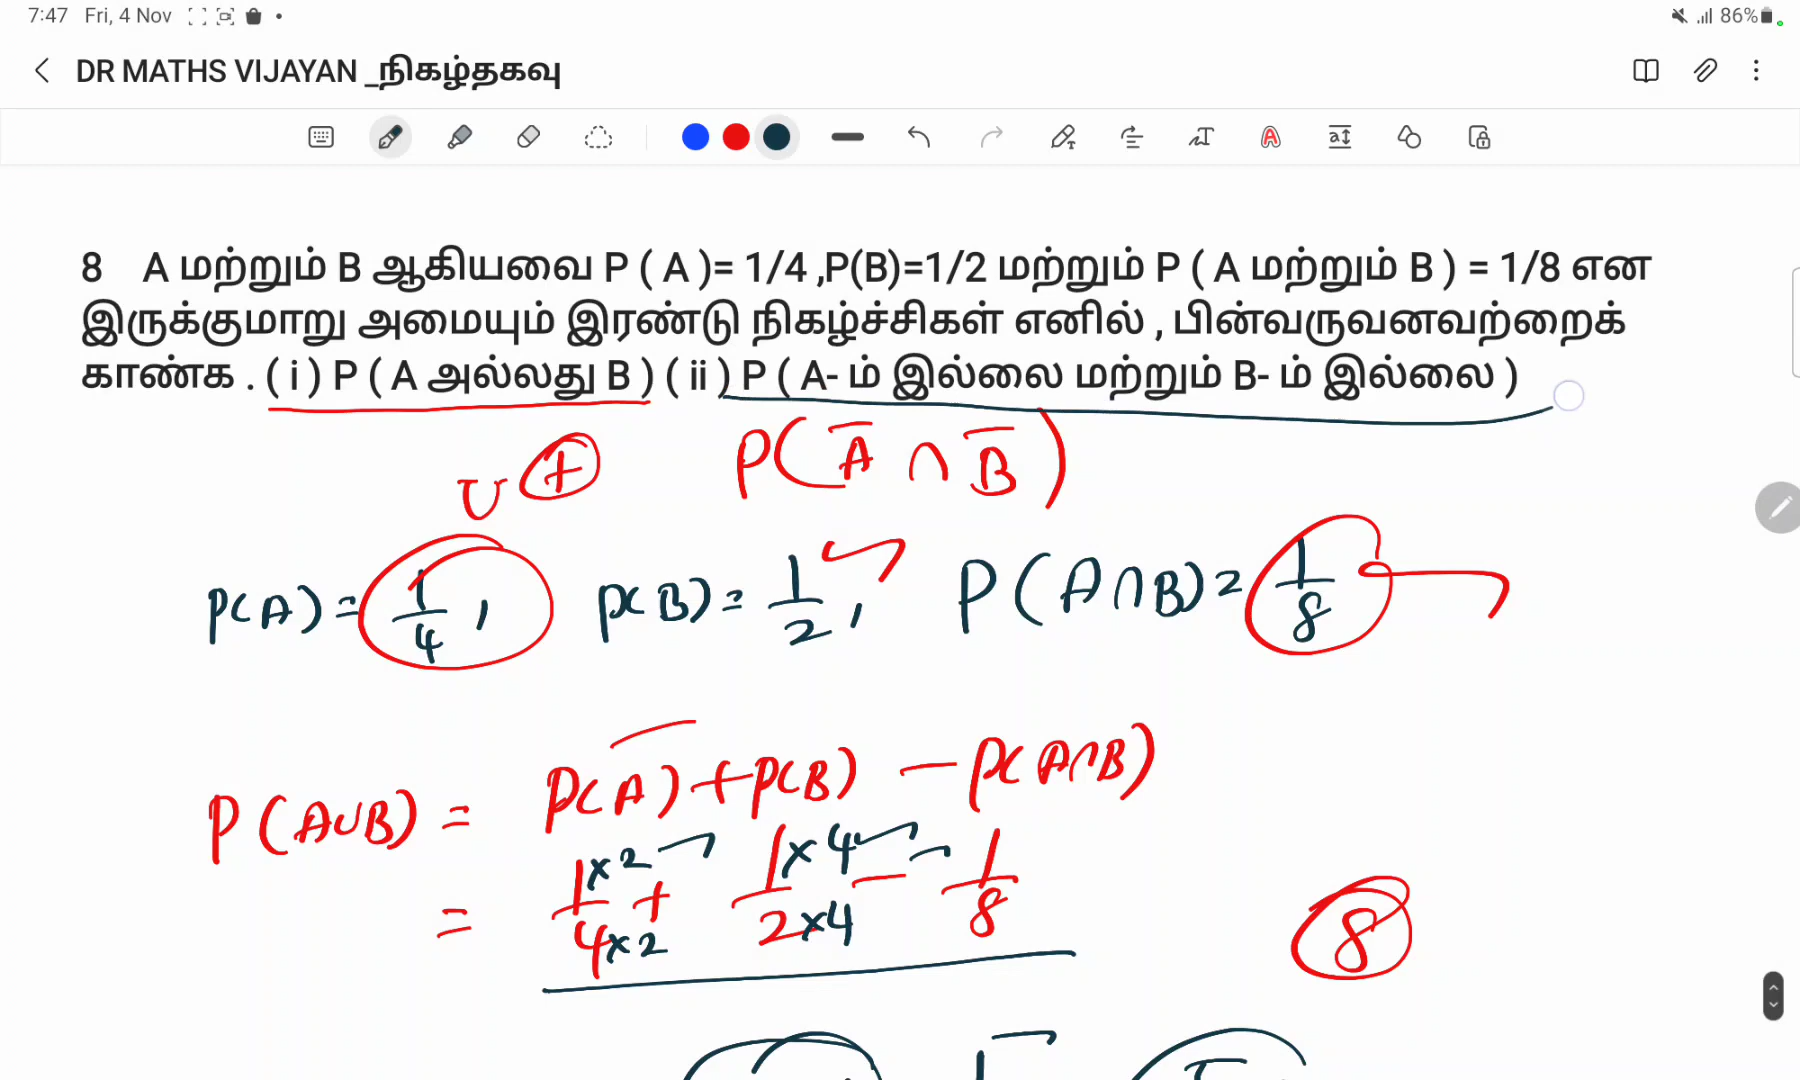 7:47 Fri, 4 Nov
86%
DR MATHS VIJAYAN _நிகழ்தகவு
8 A மற்றும் B ஆகியவை P ( A )= 1/4 ,P(B)=1/2 மற்றும் P ( A மற்றும் B ) = 1/8 என
இருக்குமாறு அமையும் இரண்டு நிகழ்ச்சிகள் எனில் , பின்வருவனவற்றைக்
காண்க . ( i ) P ( A அல்லது B ) ( ii ) P ( A- ம் இல்லை மற்றும் B- ம் இல்லை )
∪ + P(A̅ ∩ B̅)
P(A) = 1/4 , P(B) = 1/2 , P(A∩B) = 1/8
P(A∪B) = P(A) + P(B) − P(A∩B)
= 1×2/4×2 + 1×4/2×4 − 1/8
8